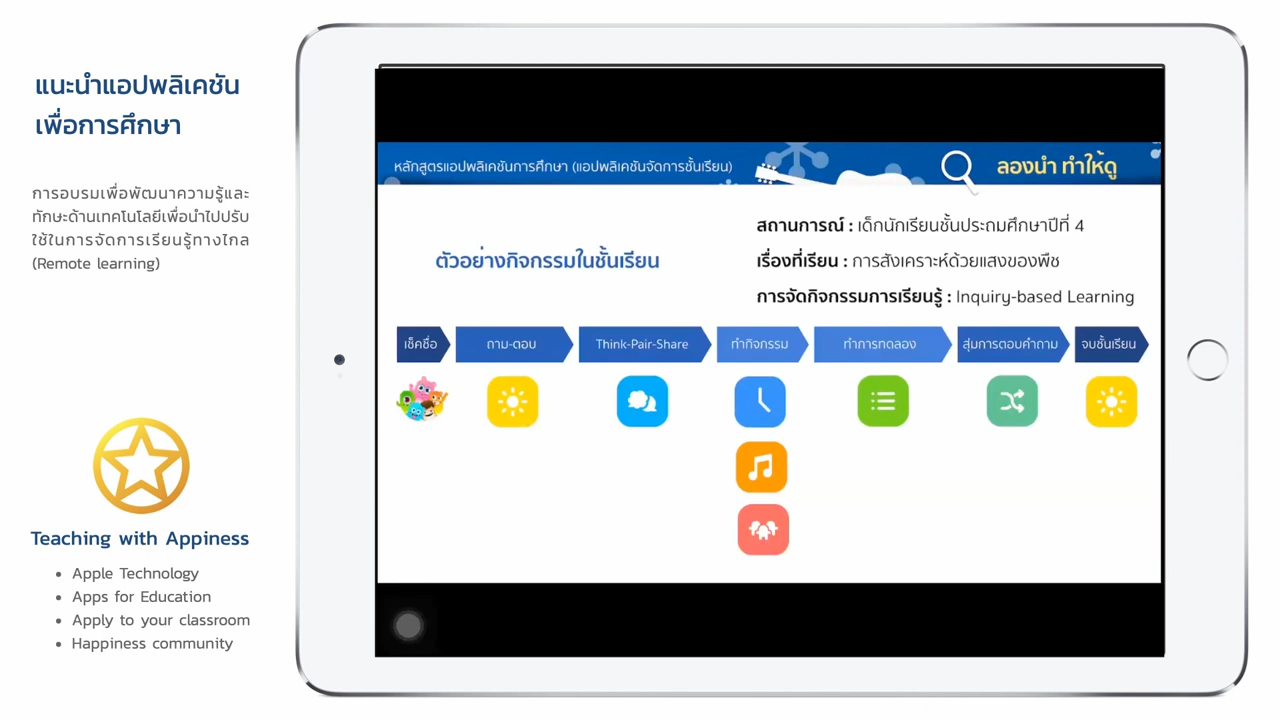 แนะนำแอปพลิเคชัน
เพื่อการศึกษา
การอบรมเพื่อพัฒนาความรู้และ
ทักษะด้านเทคโนโลยีเพื่อนำไปปรับ
ใช้ในการจัดการเรียนรู้ทางไกล
(Remote learning)
Teaching with Appiness
• Apple Technology
• Apps for Education
• Apply to your classroom
• Happiness community
หลักสูตรแอปพลิเคชันการศึกษา (แอปพลิเคชันจัดการชั้นเรียน)
ลองนำ ทำให้ดู
ตัวอย่างกิจกรรมในชั้นเรียน
สถานการณ์ : เด็กนักเรียนชั้นประถมศึกษาปีที่ 4
เรื่องที่เรียน : การสังเคราะห์ด้วยแสงของพืช
การจัดกิจกรรมการเรียนรู้ : Inquiry-based Learning
เช็คชื่อ
ถาม-ตอบ
Think-Pair-Share
ทำกิจกรรม
ทำการทดลอง
สุ่มการตอบคำถาม
จบชั้นเรียน